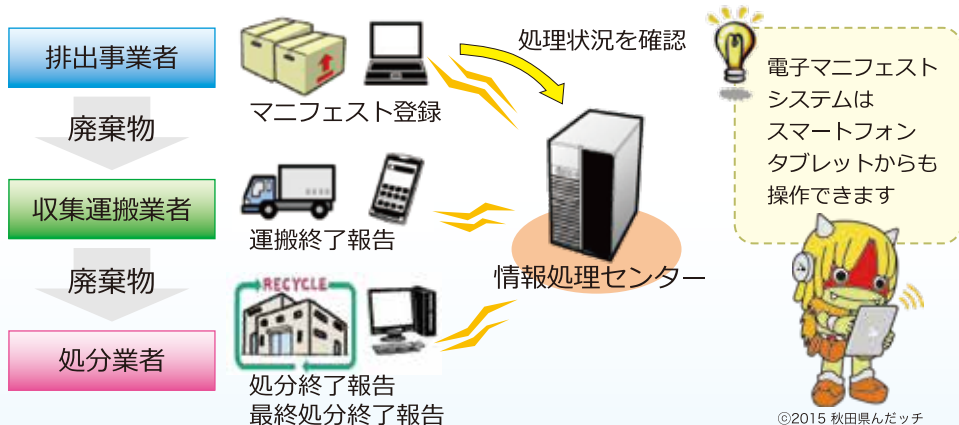 排出事業者
廃棄物
収集運搬業者
廃棄物
処分業者
マニフェスト登録
運搬終了報告
RECYCLE
処分終了報告
最終処分終了報告
処理状況を確認
情報処理センター
電子マニフェスト
システムは
スマートフォン
タブレットからも
操作できます
©2015 秋田県んだッチ